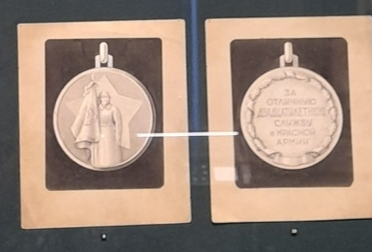 ЗА
ОТЛИЧНУЮ
ДВАДЦАТИЛЕТНЮЮ
СЛУЖБУ
в КРАСНОЙ
АРМИИ